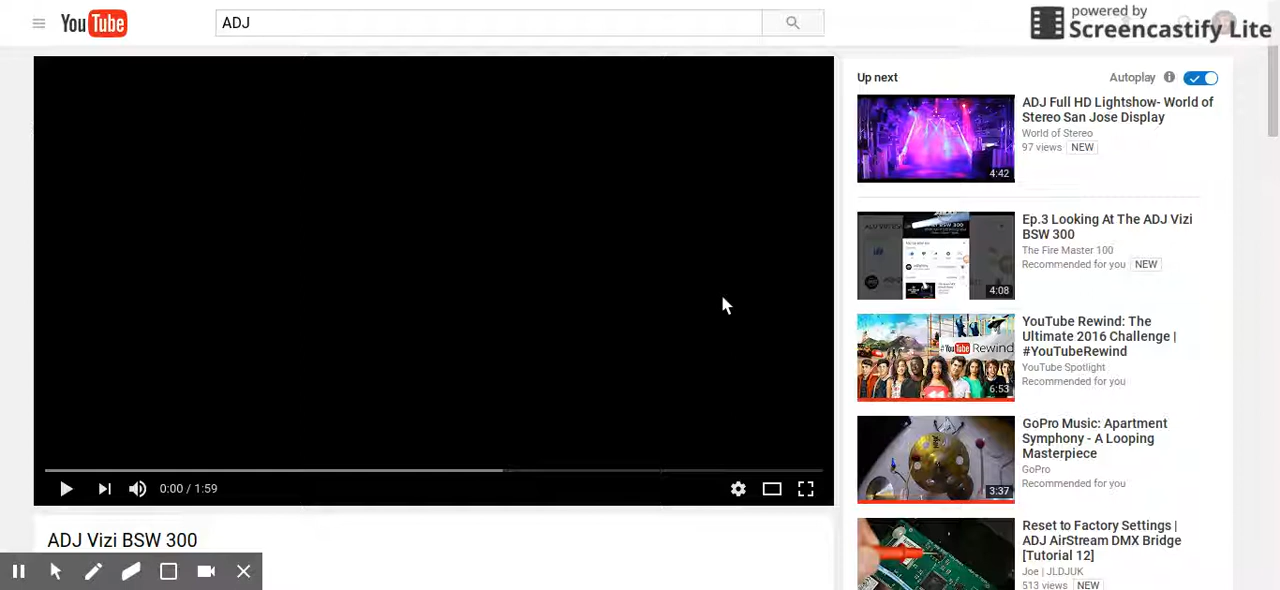 YouTube
ADJ
powered by
Screencastify Lite
Up next
Autoplay
ADJ Full HD Lightshow- World of
Stereo San Jose Display
World of Stereo
97 views NEW
4:42
Ep.3 Looking At The ADJ Vizi
BSW 300
The Fire Master 100
Recommended for you NEW
4:08
YouTube Rewind: The
Ultimate 2016 Challenge |
#YouTubeRewind
YouTube Spotlight
Recommended for you
YouTube Rewind
6:53
GoPro Music: Apartment
Symphony - A Looping
Masterpiece
GoPro
Recommended for you
3:37
Reset to Factory Settings |
ADJ AirStream DMX Bridge
[Tutorial 12]
Joe | JLDJUK
513 views NEW
0:00 / 1:59
ADJ Vizi BSW 300